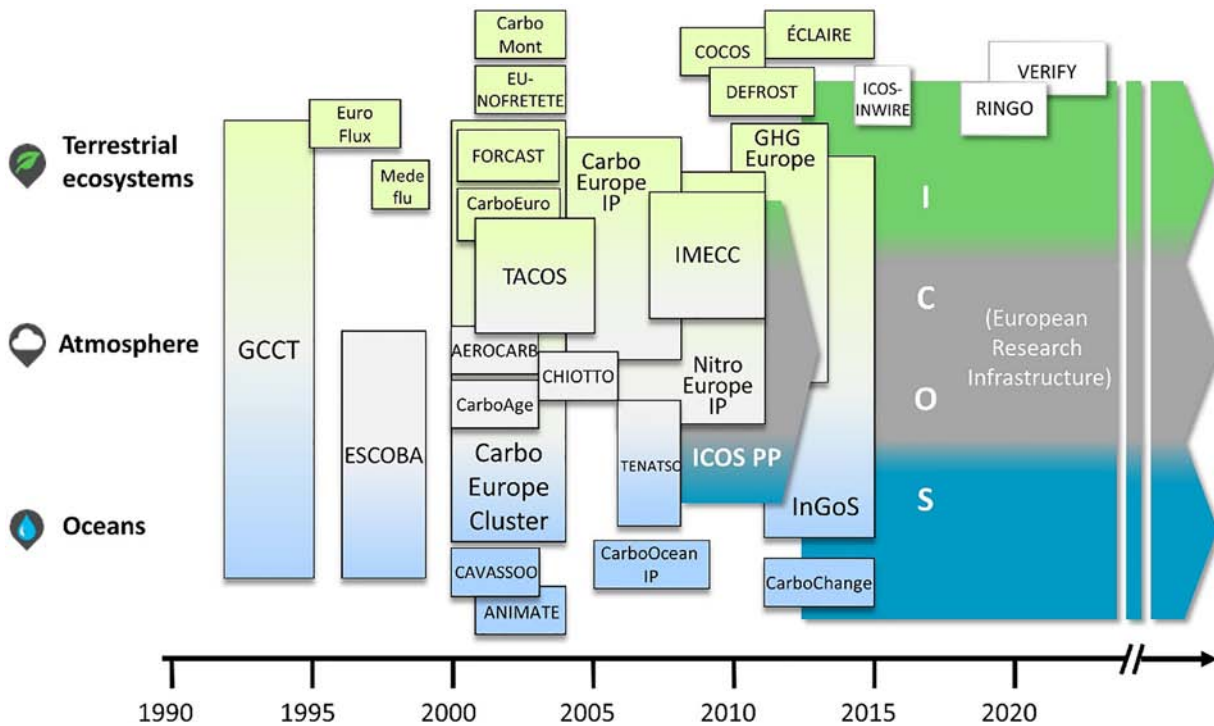 Carbo
Mont
EU-
NOFRETETE
COCOS
ÉCLAIRE
DEFROST
ICOS-
INWIRE
VERIFY
RINGO
Euro
Flux
Terrestrial
ecosystems
Mede
flu
FORCAST
CarboEuro
Carbo
Europe
IP
GHG
Europe
I
TACOS
IMECC
C
Atmosphere
GCCT
AEROCARB
CHIOTTO
CarboAge
Nitro
Europe
IP
(European
Research
Infrastructure)
O
ESCOBA
Carbo
Europe
Cluster
TENATSO
ICOS PP
InGoS
S
Oceans
CAVASSOO
ANIMATE
CarboOcean
IP
CarboChange
1990
1995
2000
2005
2010
2015
2020